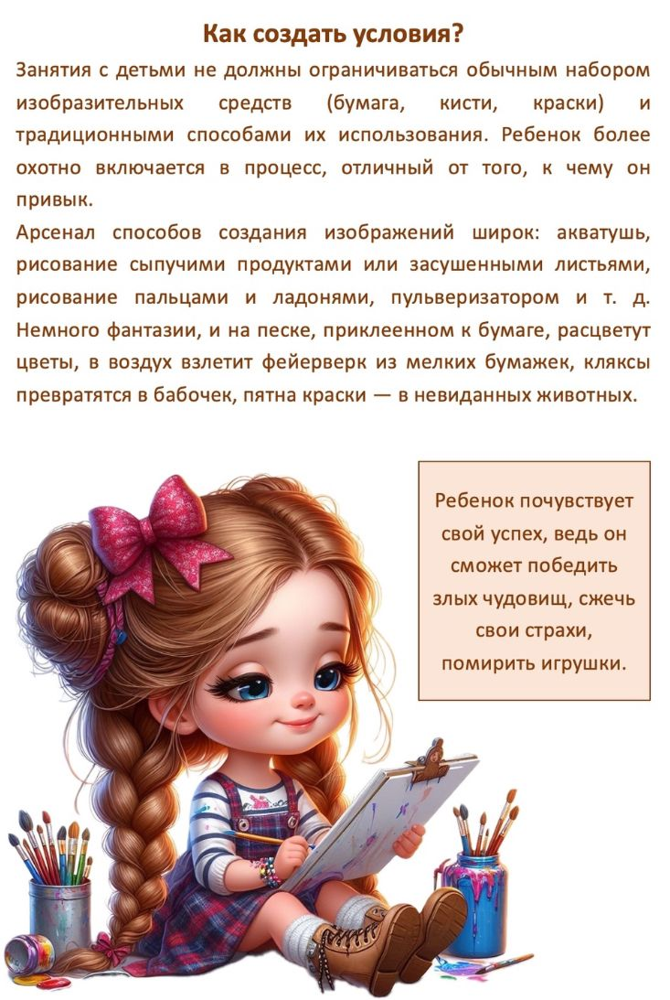 Как создать условия?
Занятия с детьми не должны ограничиваться обычным набором
изобразительных средств (бумага, кисти, краски) и
традиционными способами их использования. Ребенок более
охотно включается в процесс, отличный от того, к чему он
привык.
Арсенал способов создания изображений широк: акватушь,
рисование сыпучими продуктами или засушенными листьями,
рисование пальцами и ладонями, пульверизатором и т. д.
Немного фантазии, и на песке, приклеенном к бумаге, расцветут
цветы, в воздух взлетит фейерверк из мелких бумажек, кляксы
превратятся в бабочек, пятна краски — в невиданных животных.
Ребенок почувствует
свой успех, ведь он
сможет победить
злых чудовищ, сжечь
свои страхи,
помирить игрушки.